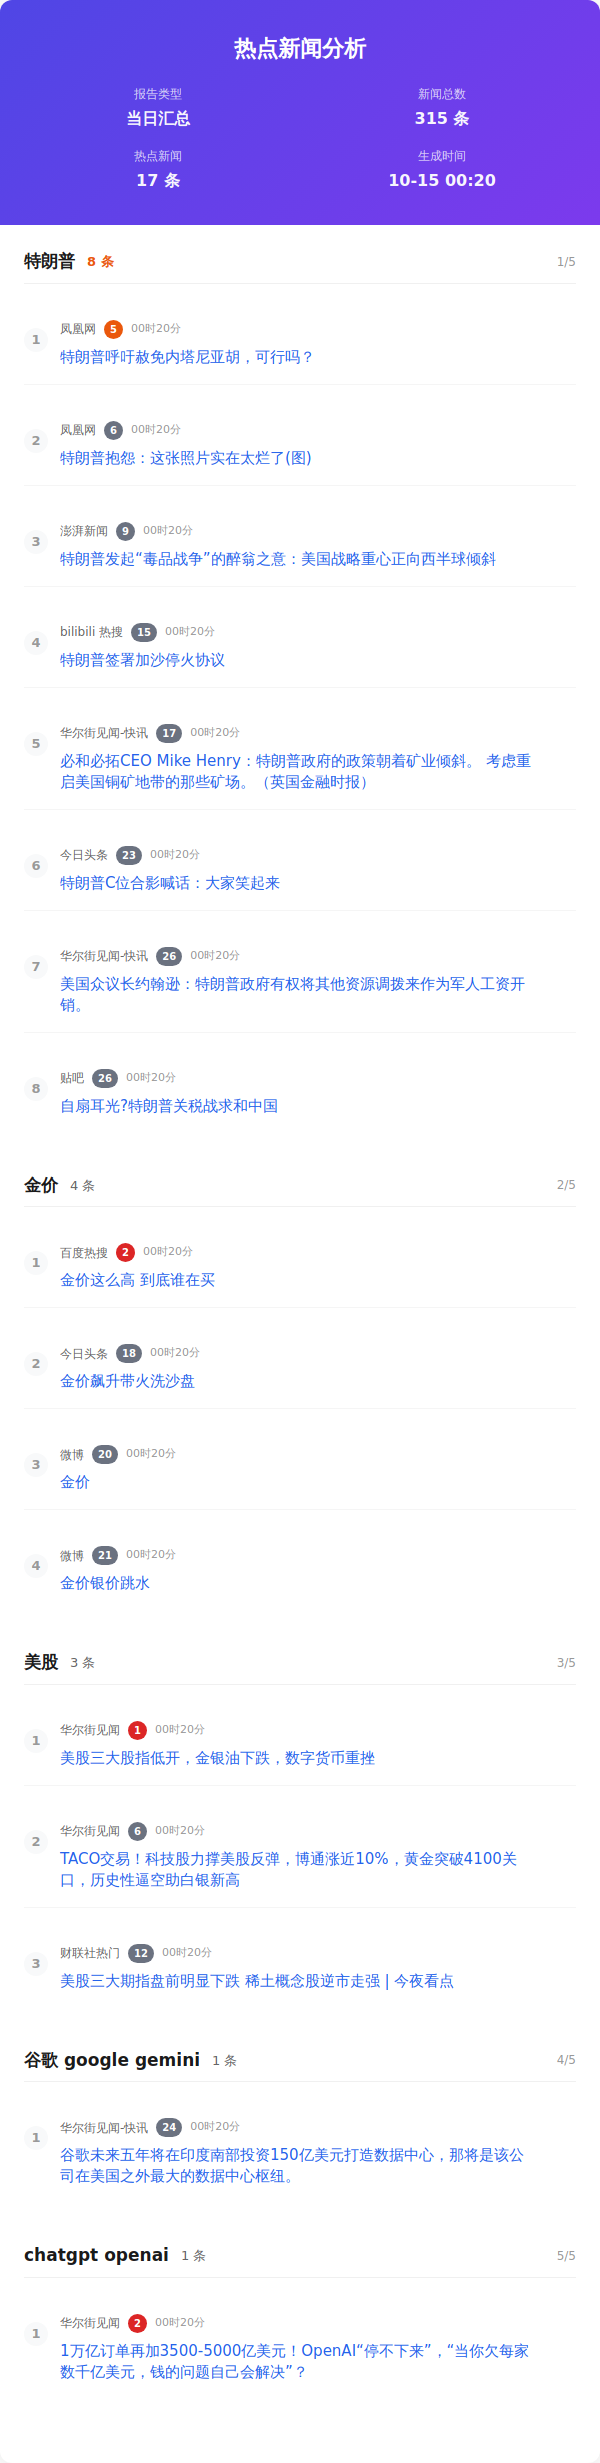 热点新闻分析
报告类型
当日汇总
新闻总数
315 条
热点新闻
17 条
生成时间
10-15 00:20
特朗普 8 条 1/5
1 凤凰网 5 00时20分
特朗普呼吁赦免内塔尼亚胡，可行吗？
2 凤凰网 6 00时20分
特朗普抱怨：这张照片实在太烂了(图)
3 澎湃新闻 9 00时20分
特朗普发起“毒品战争”的醉翁之意：美国战略重心正向西半球倾斜
4 bilibili 热搜 15 00时20分
特朗普签署加沙停火协议
5 华尔街见闻-快讯 17 00时20分
必和必拓CEO Mike Henry：特朗普政府的政策朝着矿业倾斜。 考虑重
启美国铜矿地带的那些矿场。（英国金融时报）
6 今日头条 23 00时20分
特朗普C位合影喊话：大家笑起来
7 华尔街见闻-快讯 26 00时20分
美国众议长约翰逊：特朗普政府有权将其他资源调拨来作为军人工资开
销。
8 贴吧 26 00时20分
自扇耳光?特朗普关税战求和中国
金价 4 条 2/5
1 百度热搜 2 00时20分
金价这么高 到底谁在买
2 今日头条 18 00时20分
金价飙升带火洗沙盘
3 微博 20 00时20分
金价
4 微博 21 00时20分
金价银价跳水
美股 3 条 3/5
1 华尔街见闻 1 00时20分
美股三大股指低开，金银油下跌，数字货币重挫
2 华尔街见闻 6 00时20分
TACO交易！科技股力撑美股反弹，博通涨近10%，黄金突破4100关
口，历史性逼空助白银新高
3 财联社热门 12 00时20分
美股三大期指盘前明显下跌 稀土概念股逆市走强 | 今夜看点
谷歌 google gemini 1 条 4/5
1 华尔街见闻-快讯 24 00时20分
谷歌未来五年将在印度南部投资150亿美元打造数据中心，那将是该公
司在美国之外最大的数据中心枢纽。
chatgpt openai 1 条 5/5
1 华尔街见闻 2 00时20分
1万亿订单再加3500-5000亿美元！OpenAI“停不下来”，“当你欠每家
数千亿美元，钱的问题自己会解决”？